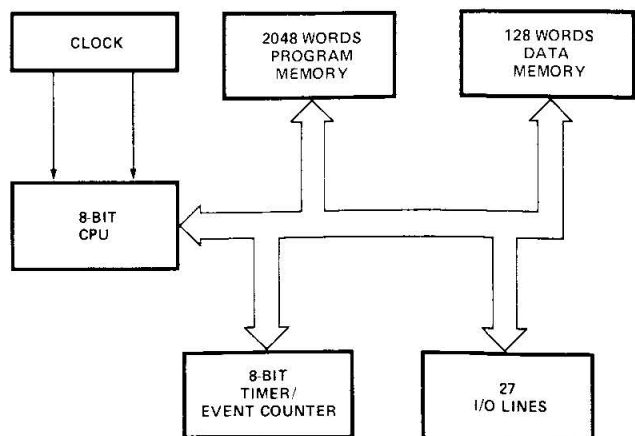 CLOCK
2048 WORDS
PROGRAM
MEMORY
128 WORDS
DATA
MEMORY
8-BIT
CPU
8-BIT
TIMER/
EVENT COUNTER
27
I/O LINES